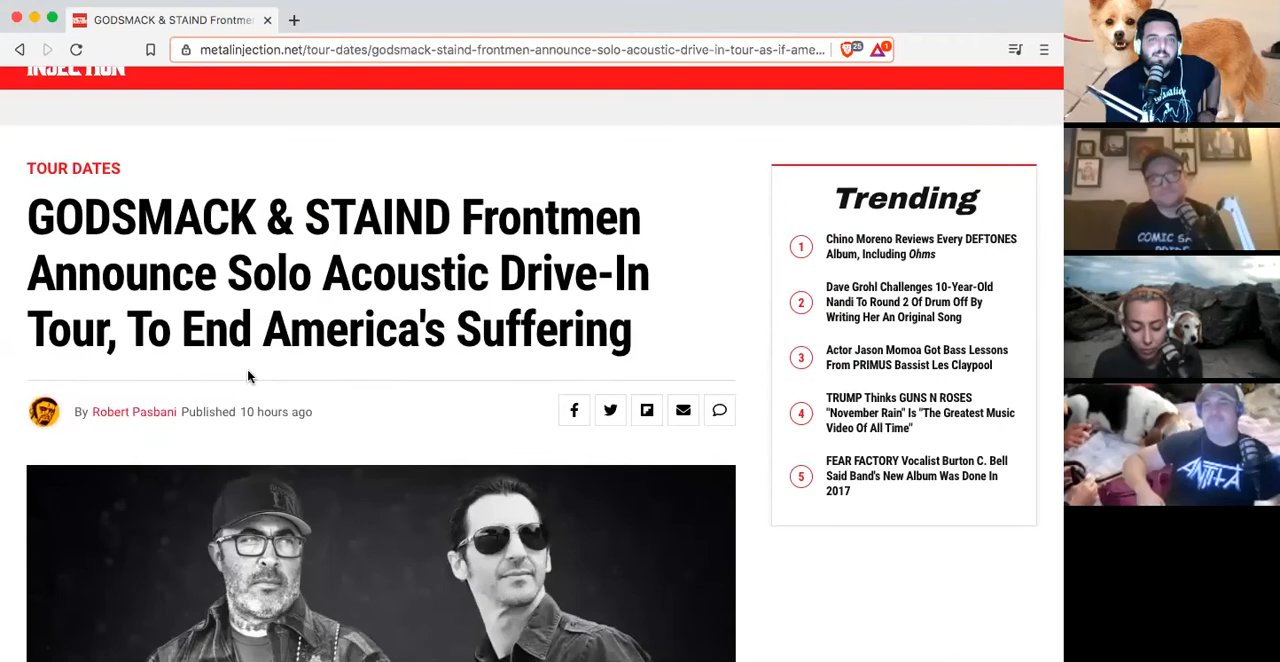 GODSMACK & STAIND Frontme
metalinjection.net/tour-dates/godsmack-staind-frontmen-announce-solo-acoustic-drive-in-tour-as-if-ame...
25
1
INJECTION
TOUR DATES
GODSMACK & STAIND Frontmen
Announce Solo Acoustic Drive-In
Tour, To End America's Suffering
By Robert Pasbani Published 10 hours ago
Trending
1
Chino Moreno Reviews Every DEFTONES
Album, Including Ohms
2
Dave Grohl Challenges 10-Year-Old
Nandi To Round 2 Of Drum Off By
Writing Her An Original Song
3
Actor Jason Momoa Got Bass Lessons
From PRIMUS Bassist Les Claypool
4
TRUMP Thinks GUNS N ROSES
"November Rain" Is "The Greatest Music
Video Of All Time"
5
FEAR FACTORY Vocalist Burton C. Bell
Said Band's New Album Was Done In
2017
COMIC